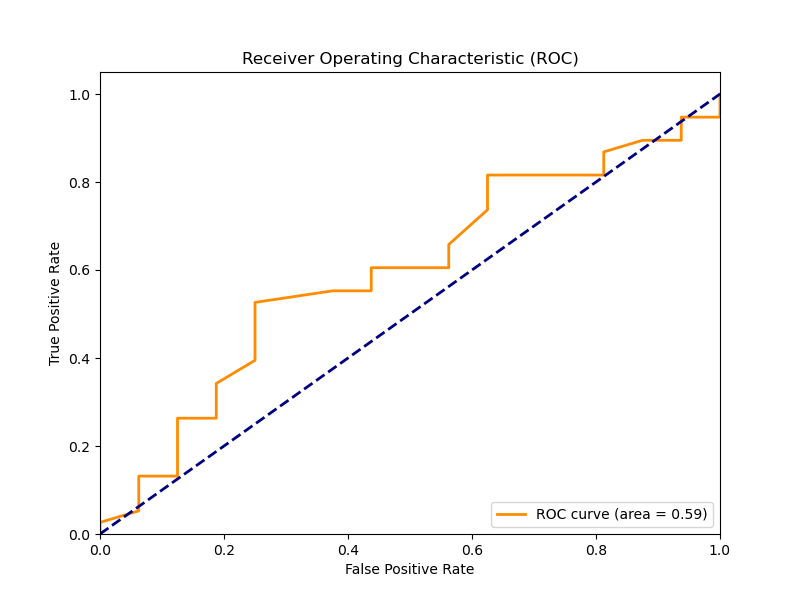 Receiver Operating Characteristic (ROC)
1.0
0.8
0.6
0.4
0.2
0.0
True Positive Rate
ROC curve (area = 0.59)
0.0 0.2 0.4 0.6 0.8 1.0
False Positive Rate